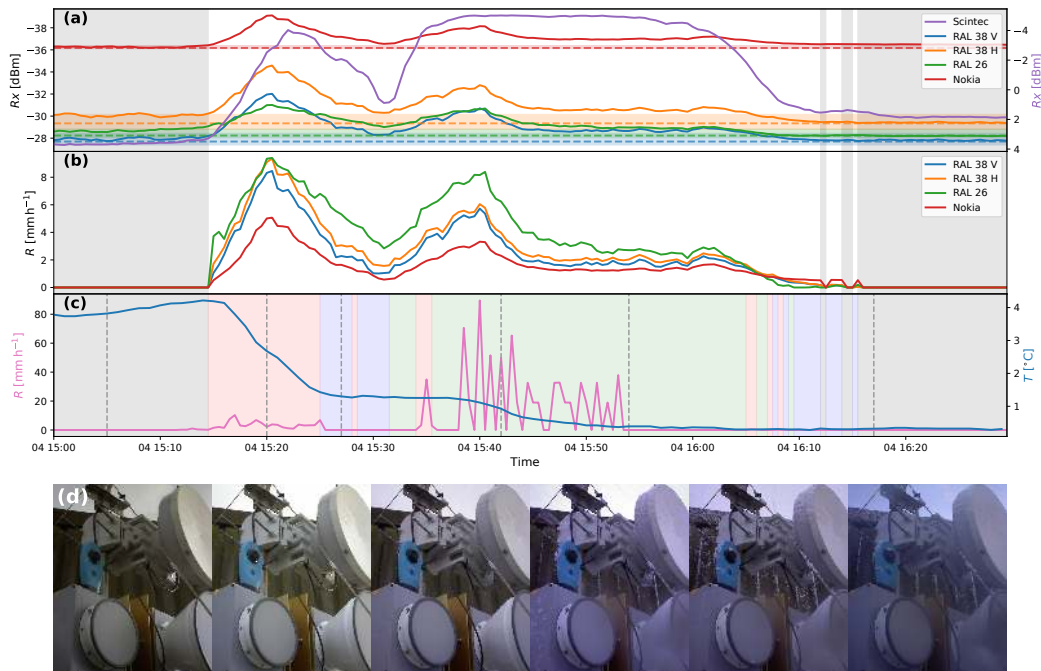 (a)
−38
−36
−34
−32
−30
−28
Rx [dBm]
−4
−2
0
2
4
Rx [dBm]
Scintec
RAL 38 V
RAL 38 H
RAL 26
Nokia
(b)
8
6
4
2
0
R [mm h⁻¹]
RAL 38 V
RAL 38 H
RAL 26
Nokia
(c)
80
60
40
20
0
R [mm h⁻¹]
4
3
2
1
T [°C]
04 15:00 04 15:10 04 15:20 04 15:30 04 15:40 04 15:50 04 16:00 04 16:10 04 16:20
Time
(d)